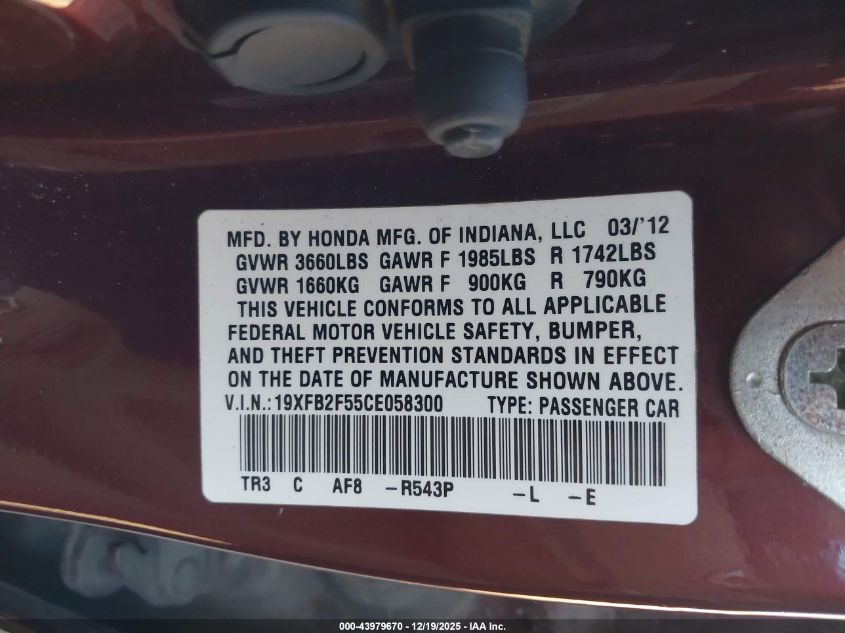 MFD. BY HONDA MFG. OF INDIANA, LLC 03/'12
GVWR 3660LBS GAWR F 1985LBS R 1742LBS
GVWR 1660KG GAWR F 900KG R 790KG
THIS VEHICLE CONFORMS TO ALL APPLICABLE
FEDERAL MOTOR VEHICLE SAFETY, BUMPER,
AND THEFT PREVENTION STANDARDS IN EFFECT
ON THE DATE OF MANUFACTURE SHOWN ABOVE.
V.I.N.:19XFB2F55CE058300 TYPE: PASSENGER CAR
TR3 C AF8 -R543P -L -E
000-43979670 • 12/19/2025 • IAA Inc.